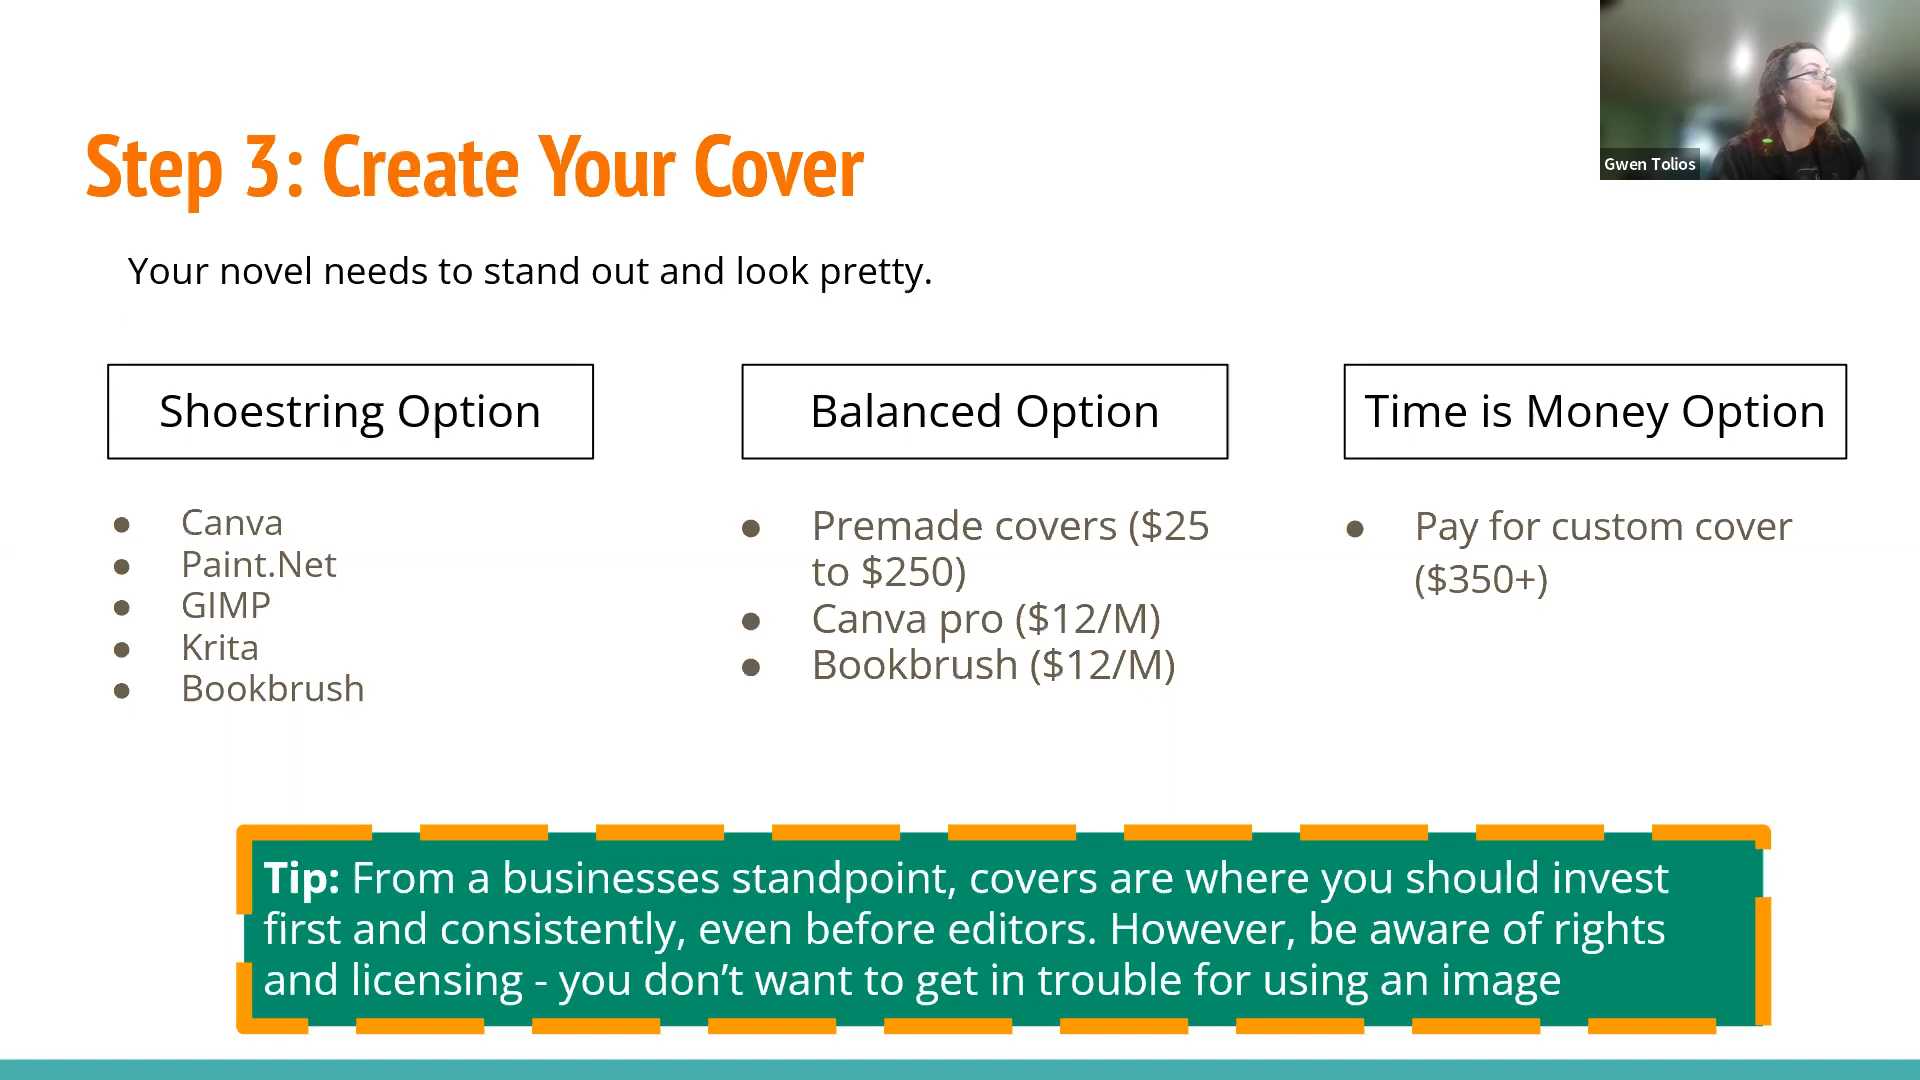 Gwen Tolios
Step 3: Create Your Cover
Your novel needs to stand out and look pretty.
Shoestring Option
● Canva
● Paint.Net
● GIMP
● Krita
● Bookbrush
Balanced Option
● Premade covers ($25
to $250)
● Canva pro ($12/M)
● Bookbrush ($12/M)
Time is Money Option
● Pay for custom cover
($350+)
Tip: From a businesses standpoint, covers are where you should invest
first and consistently, even before editors. However, be aware of rights
and licensing - you don’t want to get in trouble for using an image